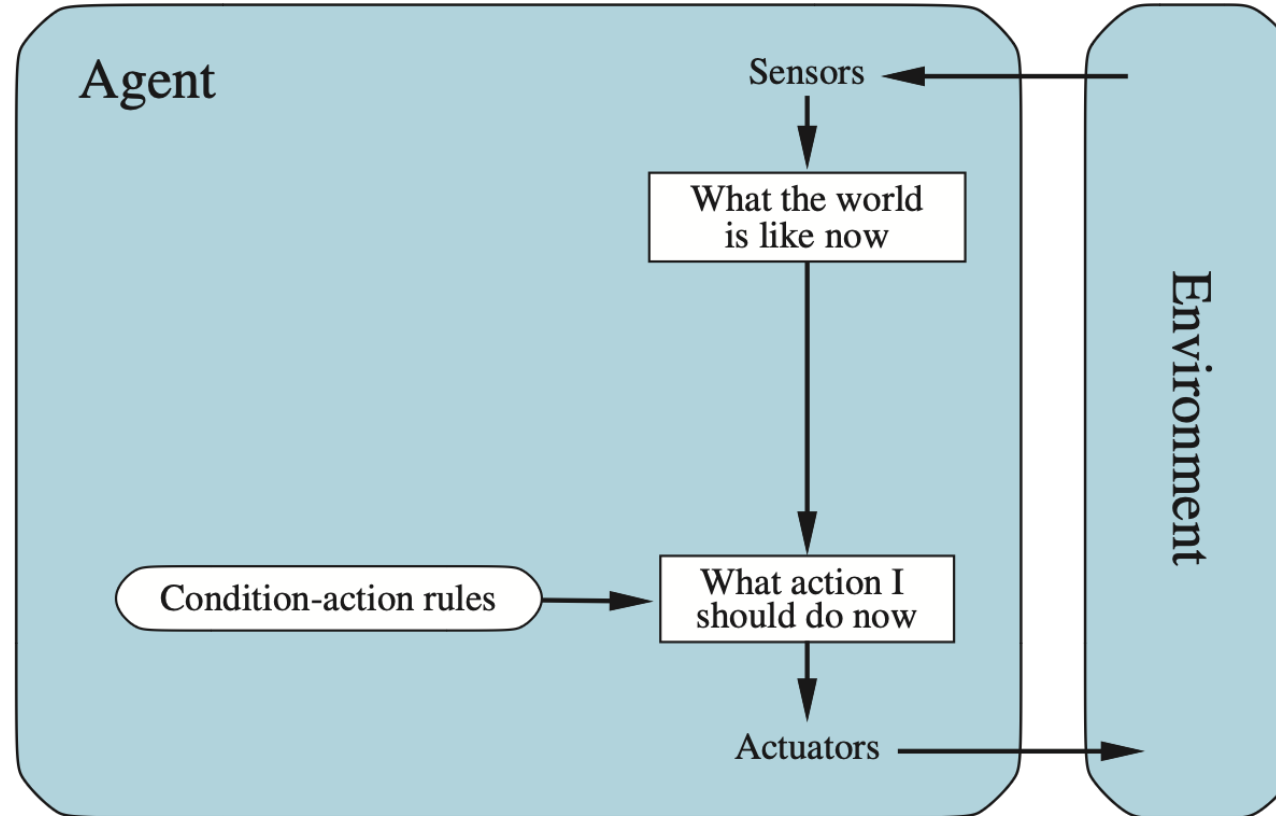 Agent
Sensors
What the world
is like now
Environment
Condition-action rules
What action I
should do now
Actuators